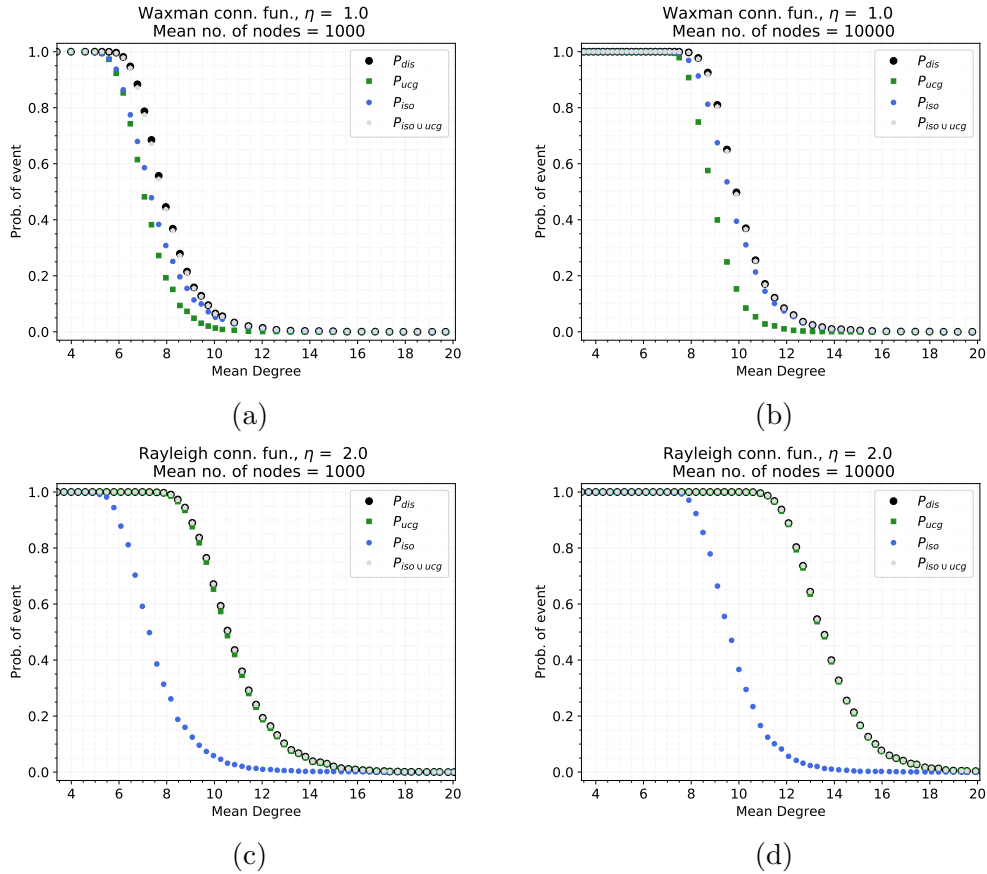 Waxman conn. fun., η = 1.0
Mean no. of nodes = 1000
1.0
0.8
0.6
0.4
0.2
0.0
Prob. of event
4 6 8 10 12 14 16 18 20
Mean Degree
P_dis
P_ucg
P_iso
P_iso ∪ ucg
(a)
Waxman conn. fun., η = 1.0
Mean no. of nodes = 10000
1.0
0.8
0.6
0.4
0.2
0.0
Prob. of event
4 6 8 10 12 14 16 18 20
Mean Degree
P_dis
P_ucg
P_iso
P_iso ∪ ucg
(b)
Rayleigh conn. fun., η = 2.0
Mean no. of nodes = 1000
1.0
0.8
0.6
0.4
0.2
0.0
Prob. of event
4 6 8 10 12 14 16 18 20
Mean Degree
P_dis
P_ucg
P_iso
P_iso ∪ ucg
(c)
Rayleigh conn. fun., η = 2.0
Mean no. of nodes = 10000
1.0
0.8
0.6
0.4
0.2
0.0
Prob. of event
4 6 8 10 12 14 16 18 20
Mean Degree
P_dis
P_ucg
P_iso
P_iso ∪ ucg
(d)